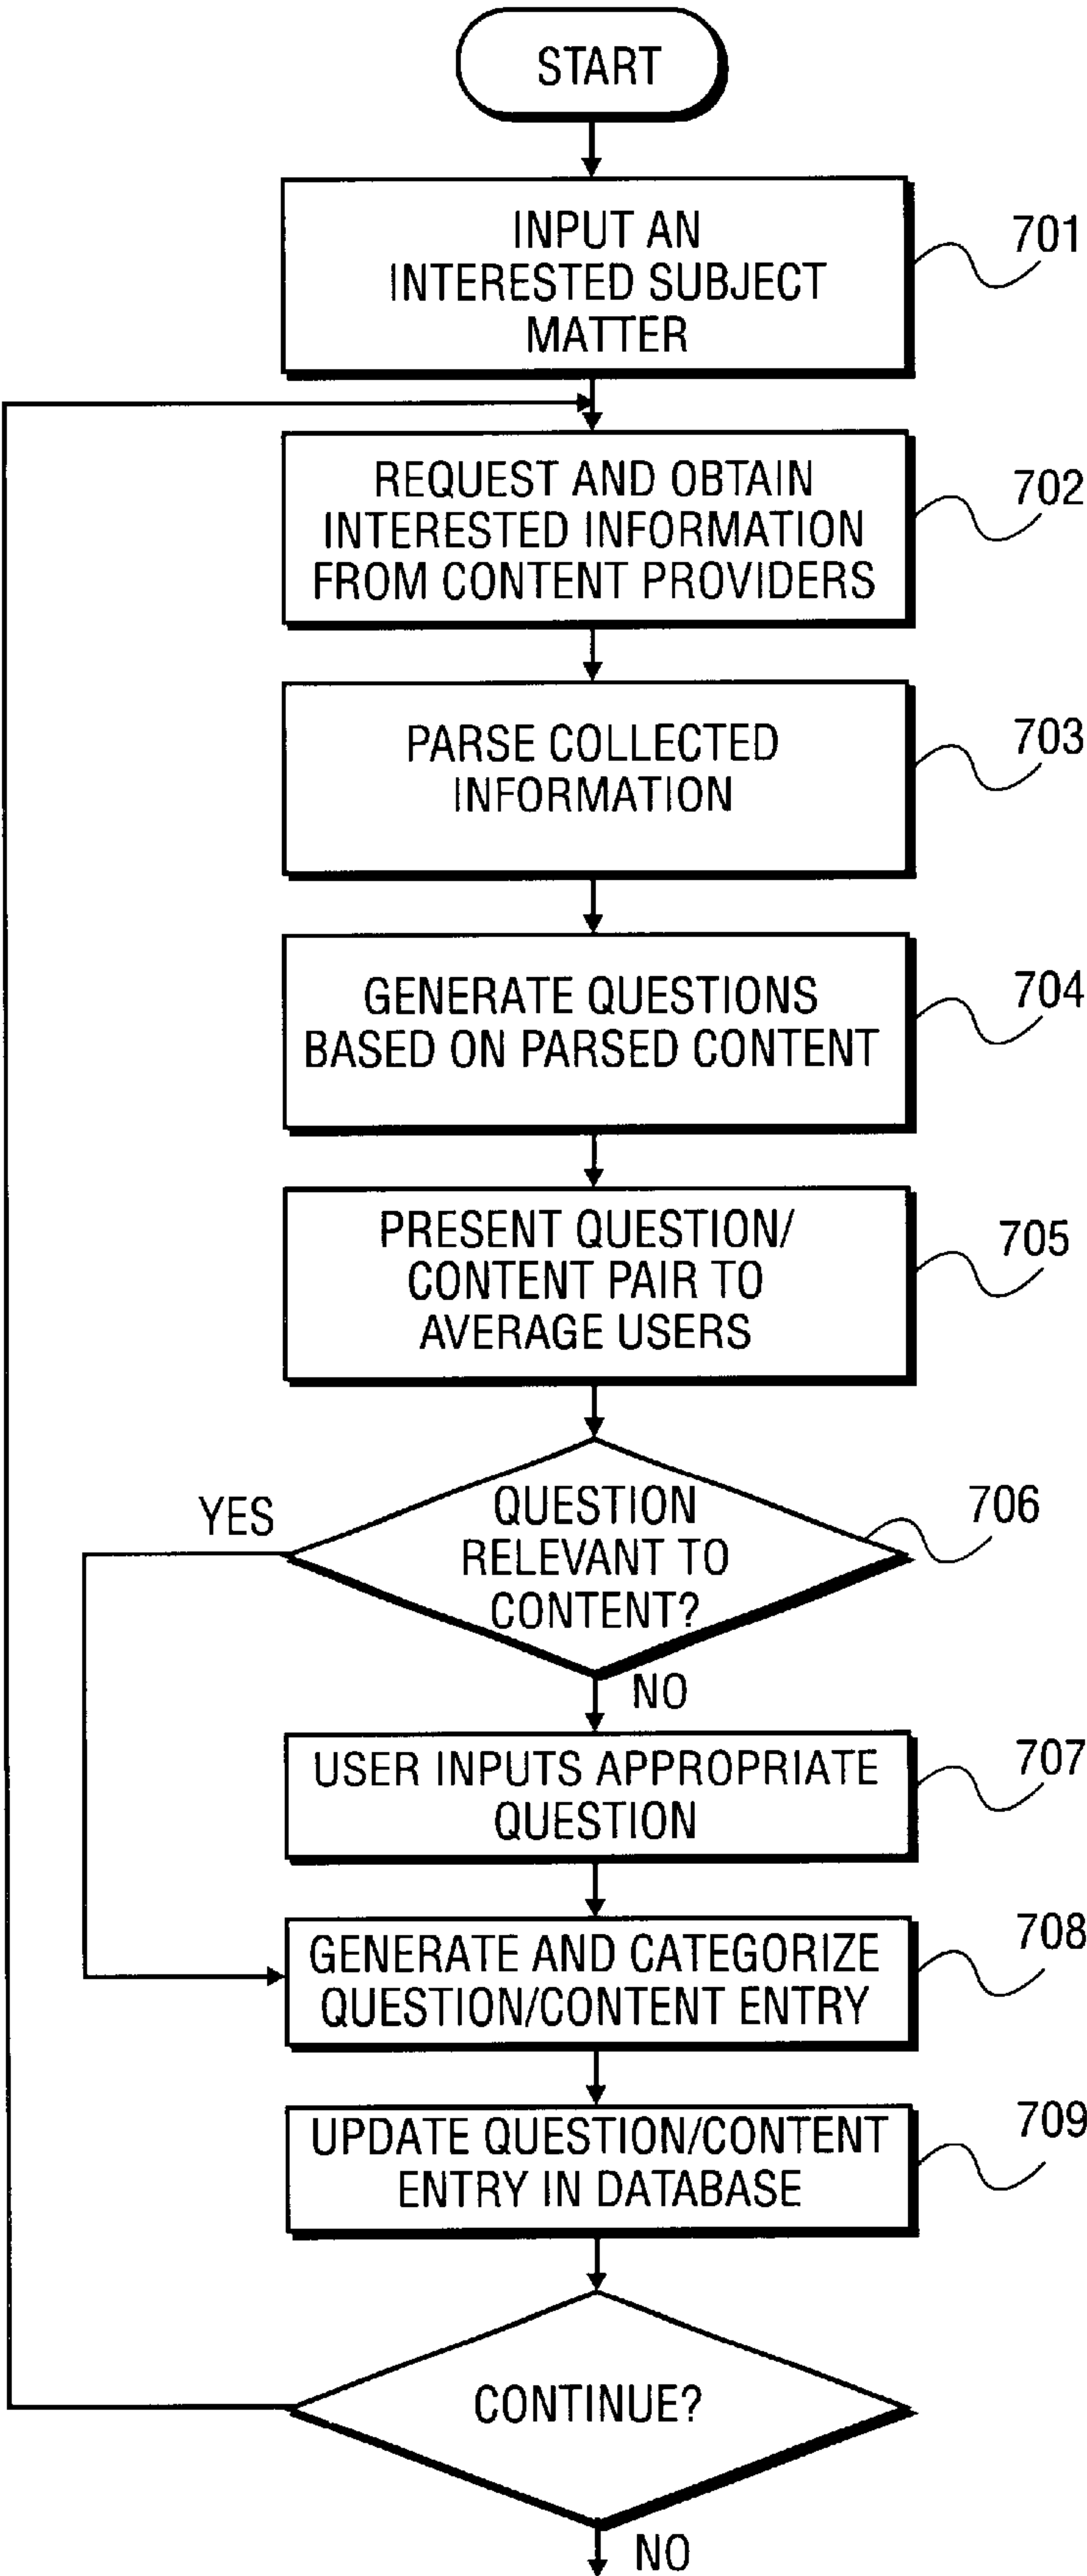 START
INPUT AN
INTERESTED SUBJECT
MATTER
701
REQUEST AND OBTAIN
INTERESTED INFORMATION
FROM CONTENT PROVIDERS
702
PARSE COLLECTED
INFORMATION
703
GENERATE QUESTIONS
BASED ON PARSED CONTENT
704
PRESENT QUESTION/
CONTENT PAIR TO
AVERAGE USERS
705
YES
QUESTION
RELEVANT TO
CONTENT?
706
NO
USER INPUTS APPROPRIATE
QUESTION
707
GENERATE AND CATEGORIZE
QUESTION/CONTENT ENTRY
708
UPDATE QUESTION/CONTENT
ENTRY IN DATABASE
709
CONTINUE?
NO